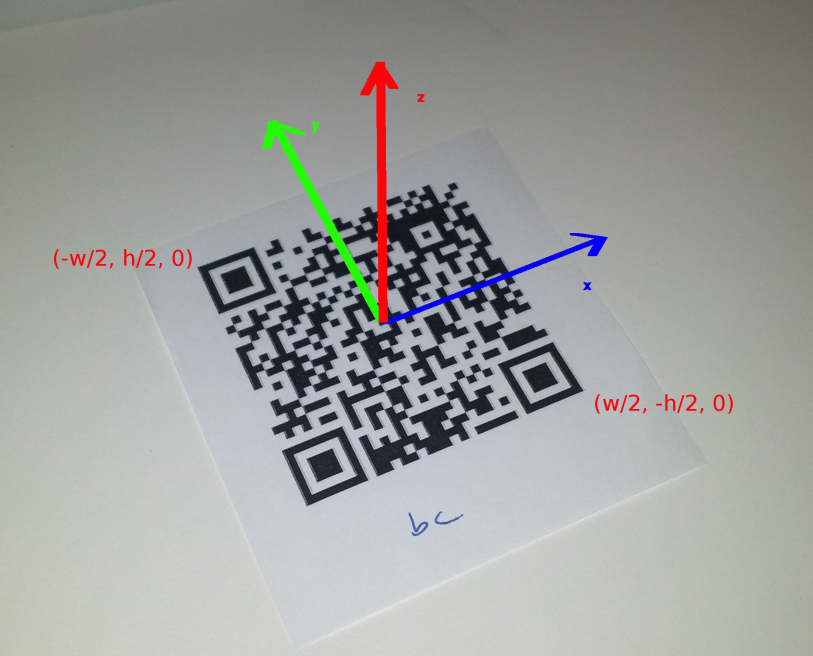 z
y
(-w/2, h/2, 0)
x
(w/2, -h/2, 0)
bc